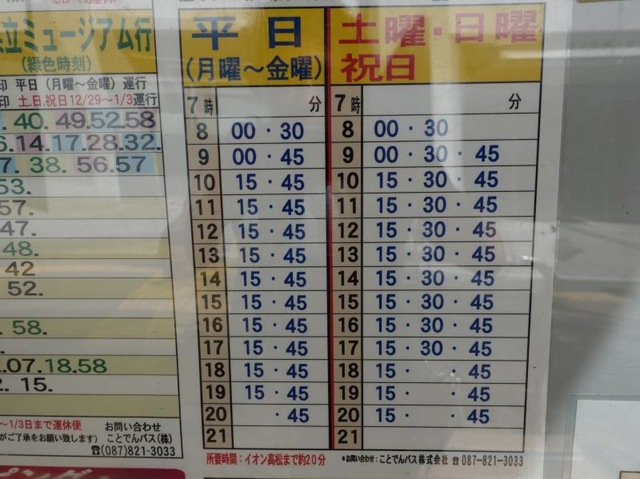 立ミュージアム行
(緑色時刻)
印 平日(月曜～金曜)運行
印 土.日.祝日12/29～1/3運行
40. 49.52.58
.14.17.28.32.
7. 38. 56.57
53.
57.
47.
48.
42
52.
58.
.07.18.58
15.
～1/3日まで運休便
がご了承をお願い致します)
お問い合わせ
ことでんバス(株)
☎(087)821-3033
平日
(月曜～金曜)
7時 分
8 00・30
9 00・45
10 15・45
11 15・45
12 15・45
13 15・45
14 15・45
15 15・45
16 15・45
17 15・45
18 15・45
19 15・45
20 ・45
21
所要時間:イオン高松まで約20分
土曜・日曜
祝日
7時 分
8 00・30
9 00・30・45
10 15・30・45
11 15・30・45
12 15・30・45
13 15・30・45
14 15・30・45
15 15・30・45
16 15・30・45
17 15・30・45
18 15・ ・45
19 15・ ・45
20 15・ ・45
21
*お問い合わせ:ことでんバス株式会社 ☎ 087-821-3033